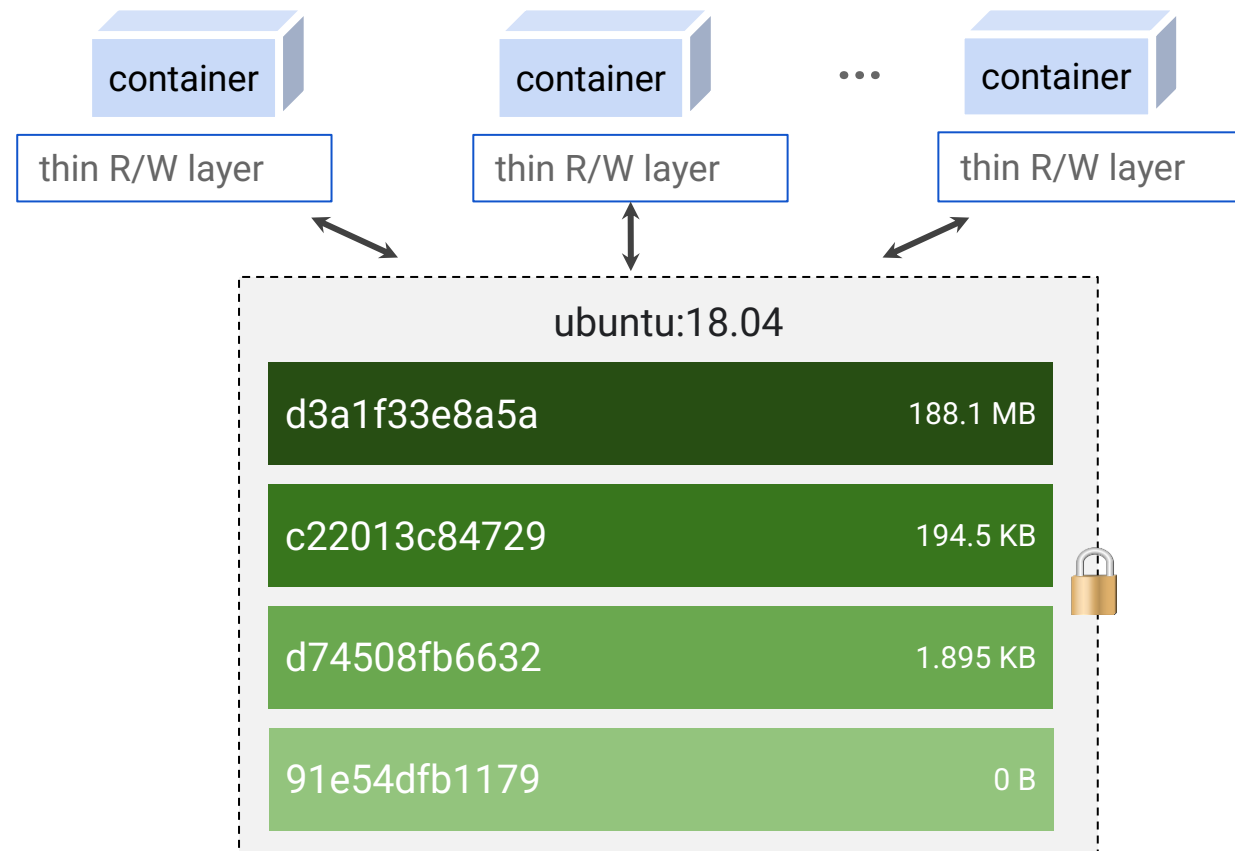 container
container
...
container
thin R/W layer
thin R/W layer
thin R/W layer
ubuntu:18.04
d3a1f33e8a5a 188.1 MB
c22013c84729 194.5 KB
d74508fb6632 1.895 KB
91e54dfb1179 0 B